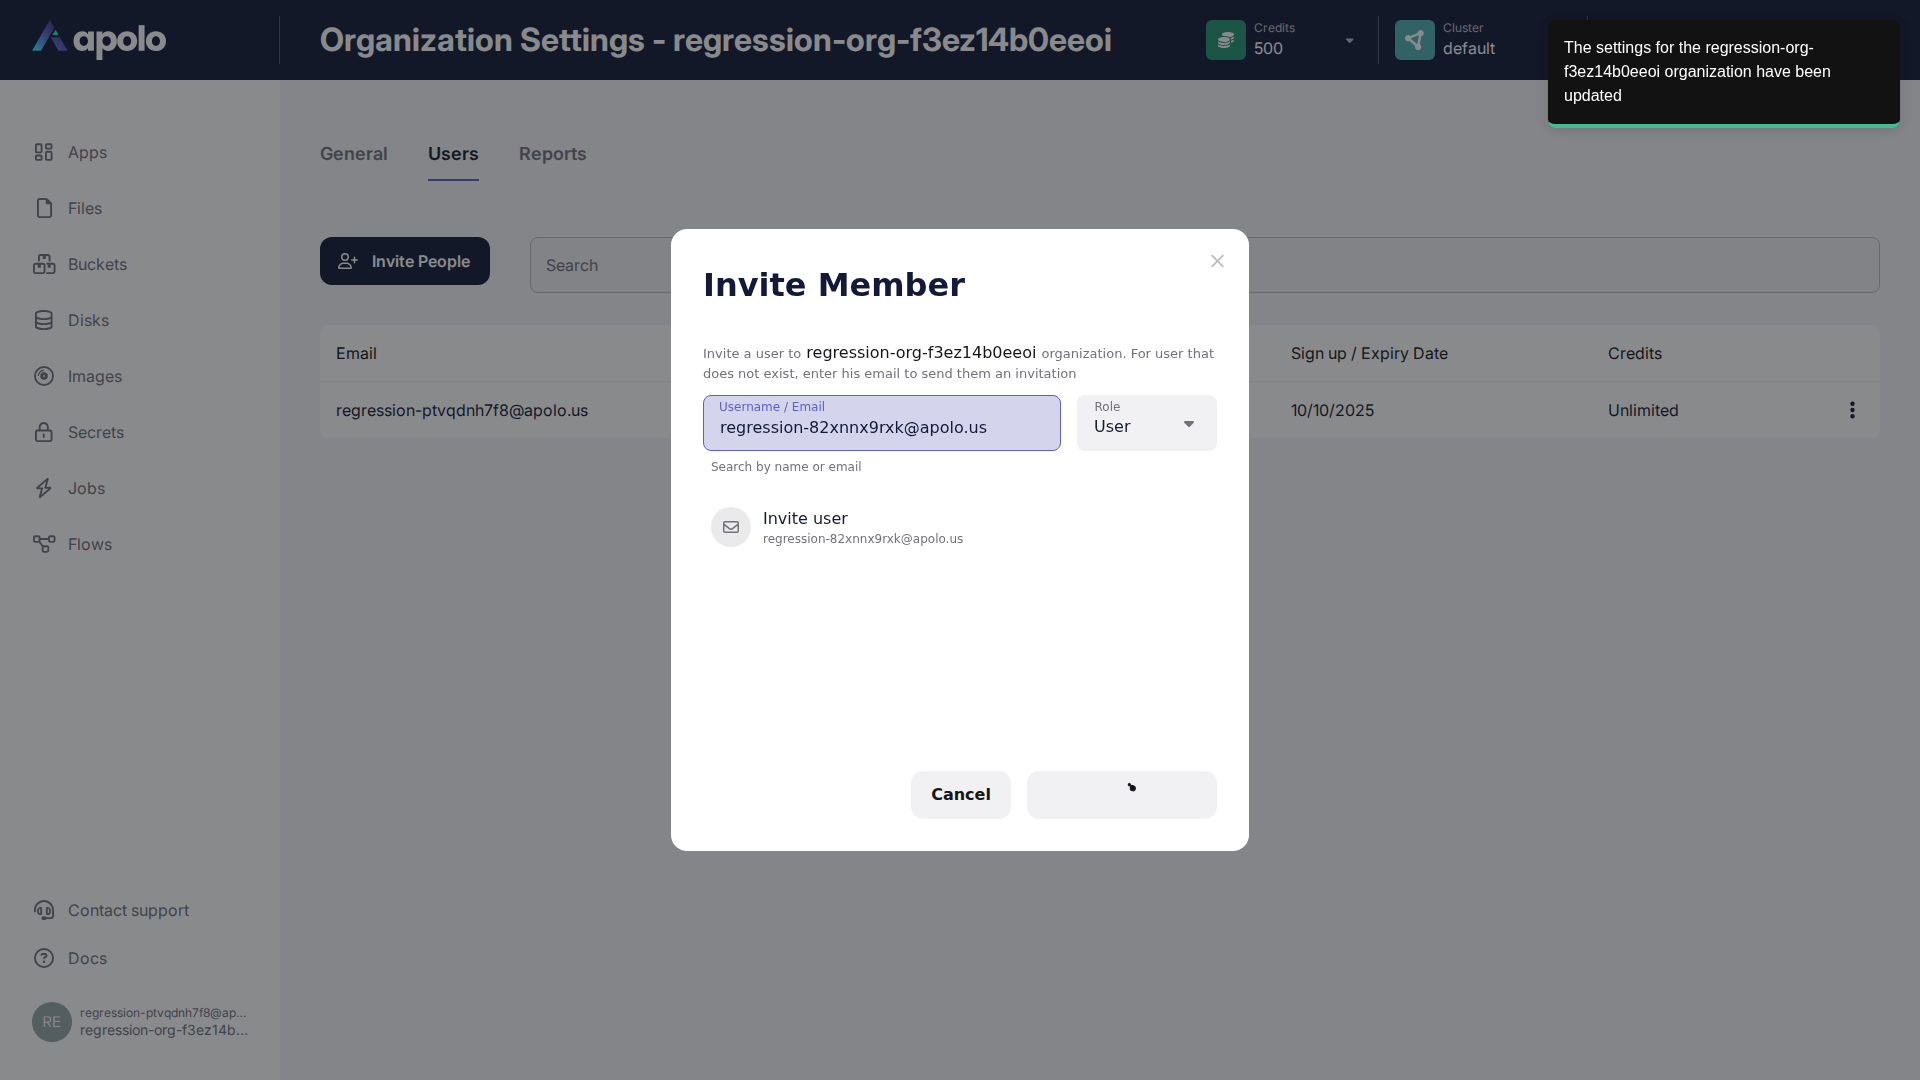 apolo
Organization Settings - regression-org-f3ez14b0eeoi
Credits
500
Cluster
default
The settings for the regression-org-
f3ez14b0eeoi organization have been
updated
Apps
Files
Buckets
Disks
Images
Secrets
Jobs
Flows
Contact support
Docs
RE
regression-ptvqdnh7f8@ap...
regression-org-f3ez14b...
General
Users
Reports
Invite People
Search
Email
Sign up / Expiry Date
Credits
regression-ptvqdnh7f8@apolo.us
10/10/2025
Unlimited
Invite Member
Invite a user to regression-org-f3ez14b0eeoi organization. For user that
does not exist, enter his email to send them an invitation
Username / Email
regression-82xnnx9rxk@apolo.us
Role
User
Search by name or email
Invite user
regression-82xnnx9rxk@apolo.us
Cancel